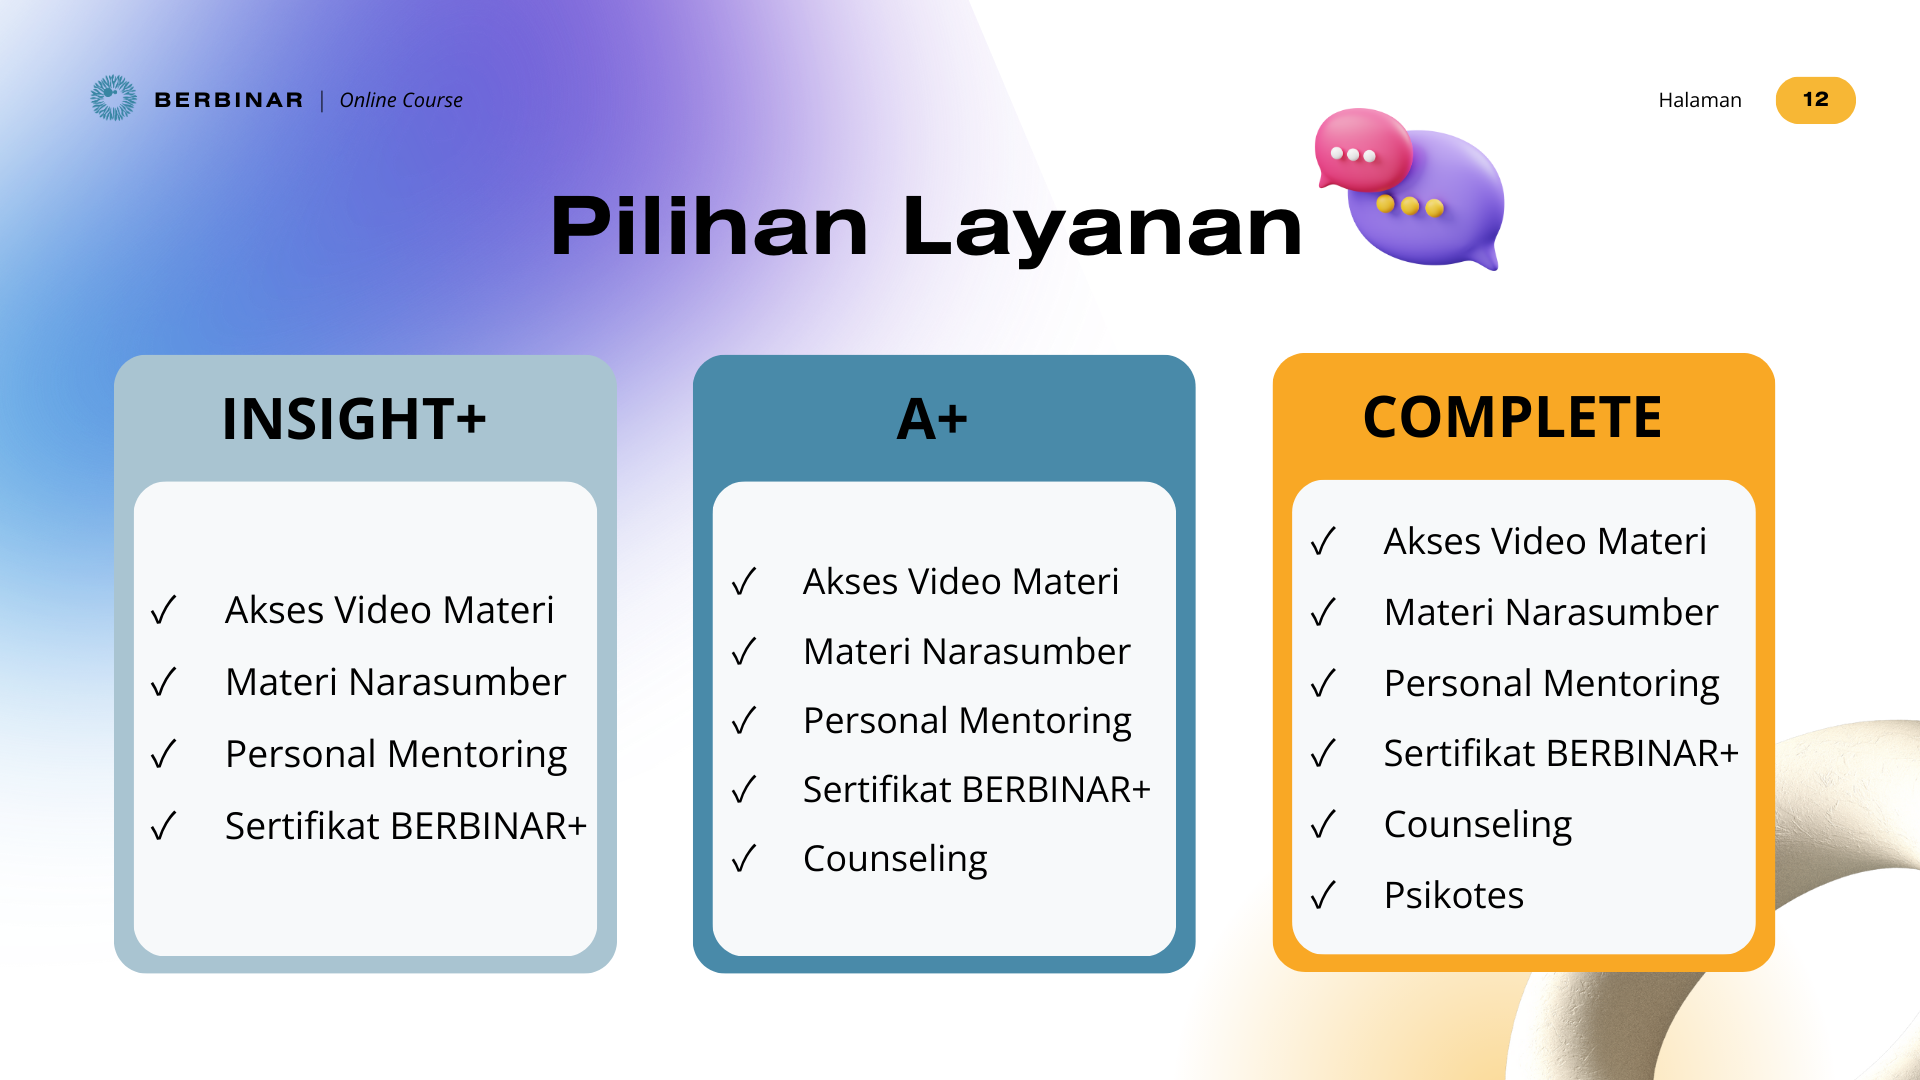 BERBINAR | Online Course
Halaman 12
Pilihan Layanan
INSIGHT+
✓ Akses Video Materi
✓ Materi Narasumber
✓ Personal Mentoring
✓ Sertifikat BERBINAR+
A+
✓ Akses Video Materi
✓ Materi Narasumber
✓ Personal Mentoring
✓ Sertifikat BERBINAR+
✓ Counseling
COMPLETE
✓ Akses Video Materi
✓ Materi Narasumber
✓ Personal Mentoring
✓ Sertifikat BERBINAR+
✓ Counseling
✓ Psikotes